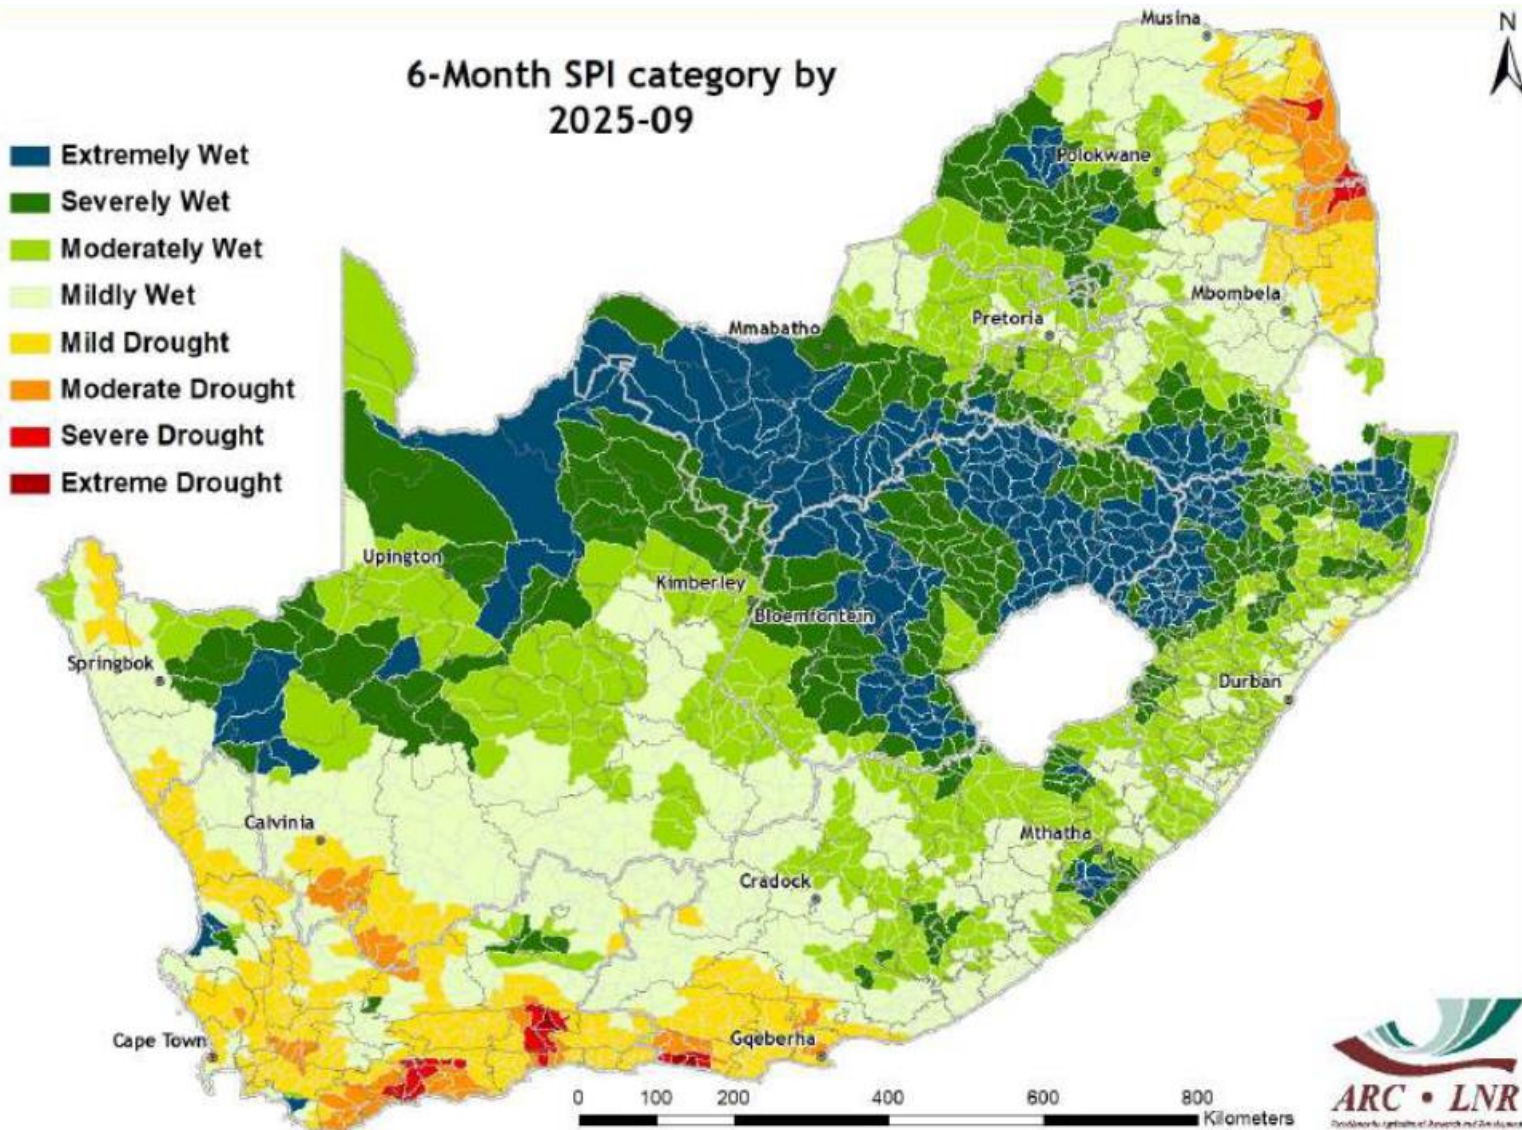 6-Month SPI category by
2025-09
N
Extremely Wet
Severely Wet
Moderately Wet
Mildly Wet
Mild Drought
Moderate Drought
Severe Drought
Extreme Drought
Musina
Polokwane
Mbombela
Pretoria
Mmabatho
Upington
Kimberley
Bloemfontein
Springbok
Durban
Calvinia
Mthatha
Cradock
Cape Town
Gqeberha
0 100 200 400 600 800
Kilometers
ARC • LNR